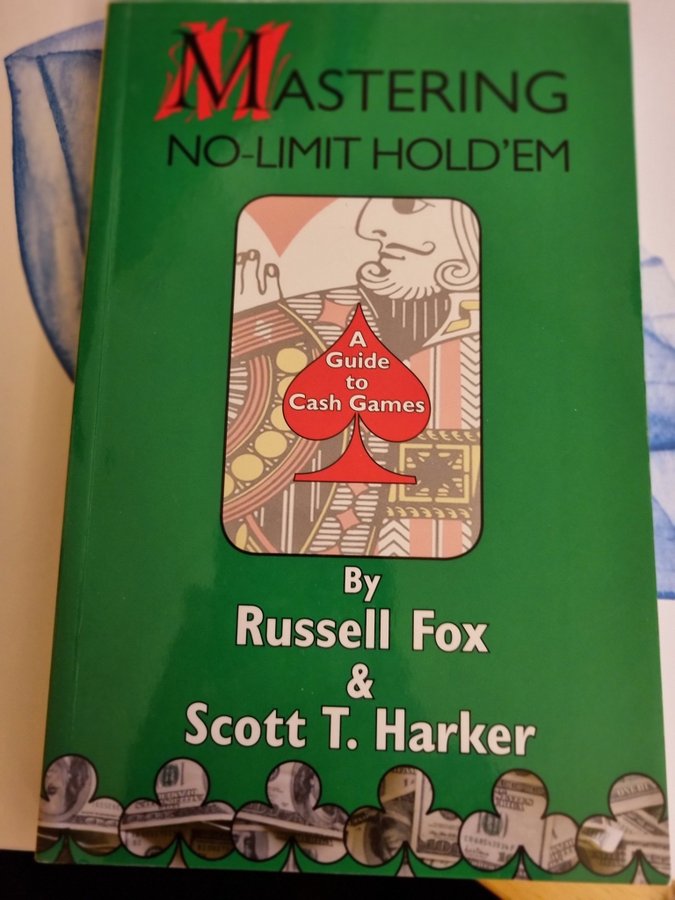 MASTERING
NO-LIMIT HOLD'EM
A
Guide
to
Cash Games
By
Russell Fox
&
Scott T. Harker